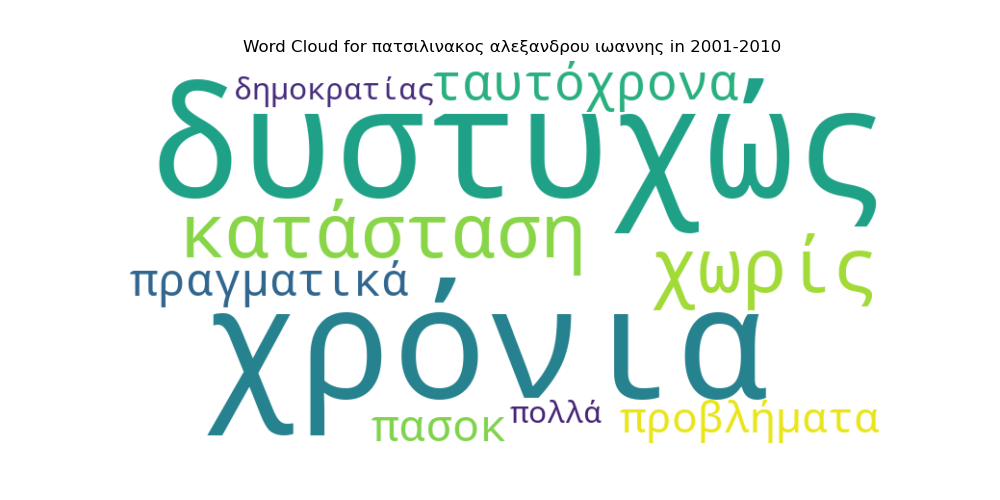 Word Cloud for πατσιλινακος αλεξανδρου ιωαννης in 2001-2010
δημοκρατίας ταυτόχρονα
δυστυχώς
κατάσταση
χωρίς
πραγματικά
χρόνια
πασοκ πολλά προβλήματα